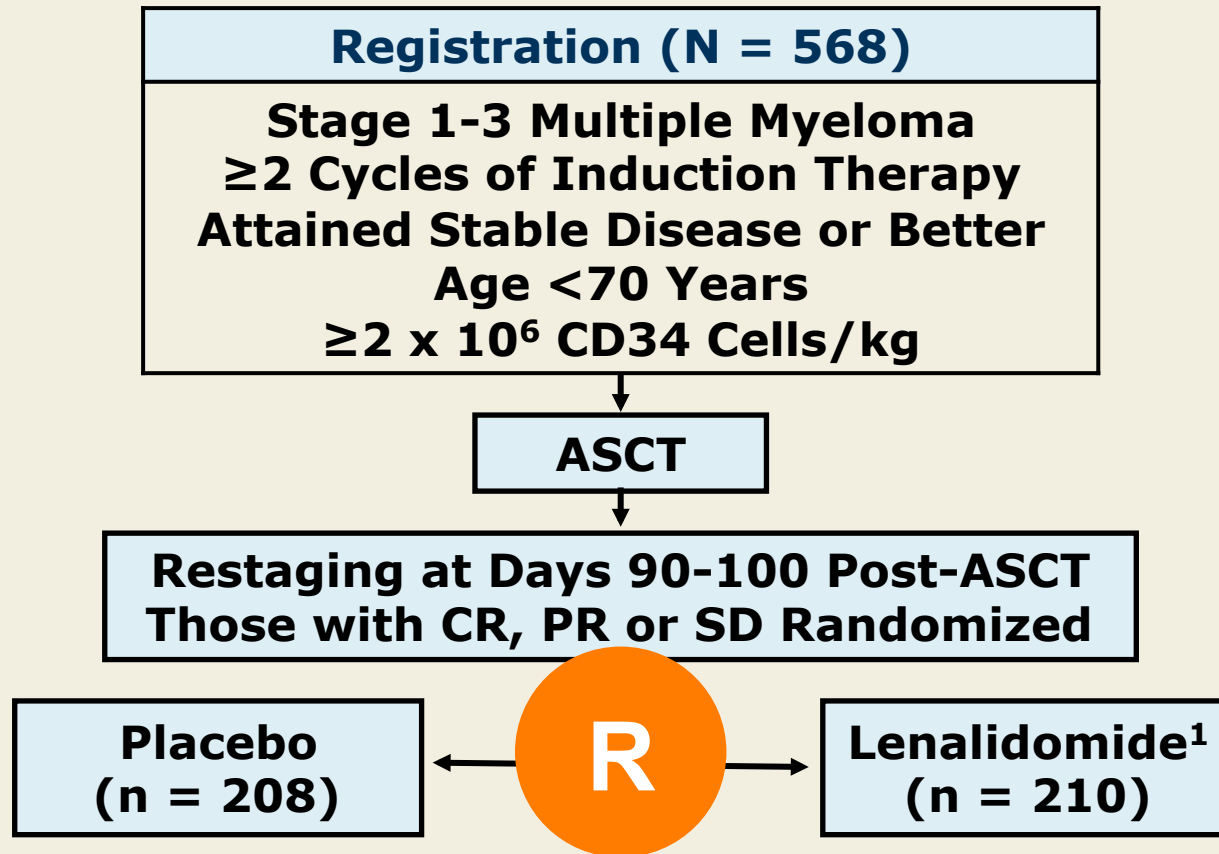 Registration (N = 568)
Stage 1-3 Multiple Myeloma
≥2 Cycles of Induction Therapy
Attained Stable Disease or Better
Age <70 Years
≥2 x 10⁶ CD34 Cells/kg
ASCT
Restaging at Days 90-100 Post-ASCT
Those with CR, PR or SD Randomized
R
Placebo
(n = 208)
Lenalidomide¹
(n = 210)